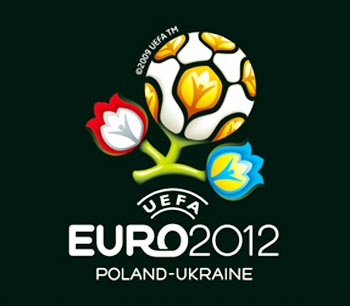 ©2009 UEFA TM
UEFA
EURO2012
POLAND-UKRAINE